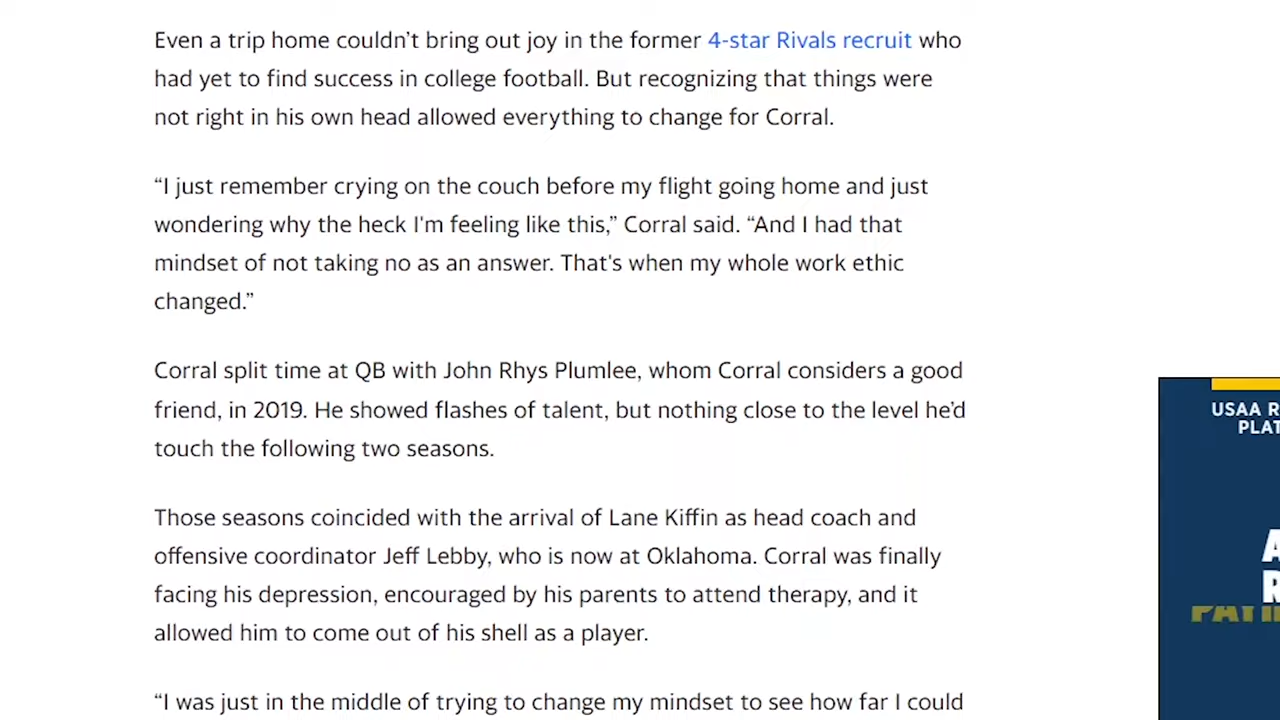 Even a trip home couldn’t bring out joy in the former 4-star Rivals recruit who
had yet to find success in college football. But recognizing that things were
not right in his own head allowed everything to change for Corral.
“I just remember crying on the couch before my flight going home and just
wondering why the heck I'm feeling like this,” Corral said. “And I had that
mindset of not taking no as an answer. That's when my whole work ethic
changed.”
Corral split time at QB with John Rhys Plumlee, whom Corral considers a good
friend, in 2019. He showed flashes of talent, but nothing close to the level he’d
touch the following two seasons.
Those seasons coincided with the arrival of Lane Kiffin as head coach and
offensive coordinator Jeff Lebby, who is now at Oklahoma. Corral was finally
facing his depression, encouraged by his parents to attend therapy, and it
allowed him to come out of his shell as a player.
“I was just in the middle of trying to change my mindset to see how far I could
USAA R
PLAT
A
R